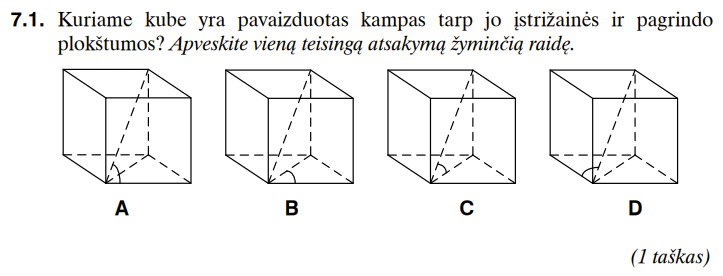 7.1. Kuriame kube yra pavaizduotas kampas tarp jo įstrižainės ir pagrindo
plokštumos? Apveskite vieną teisingą atsakymą žyminčią raidę.
A B C D
(1 taškas)